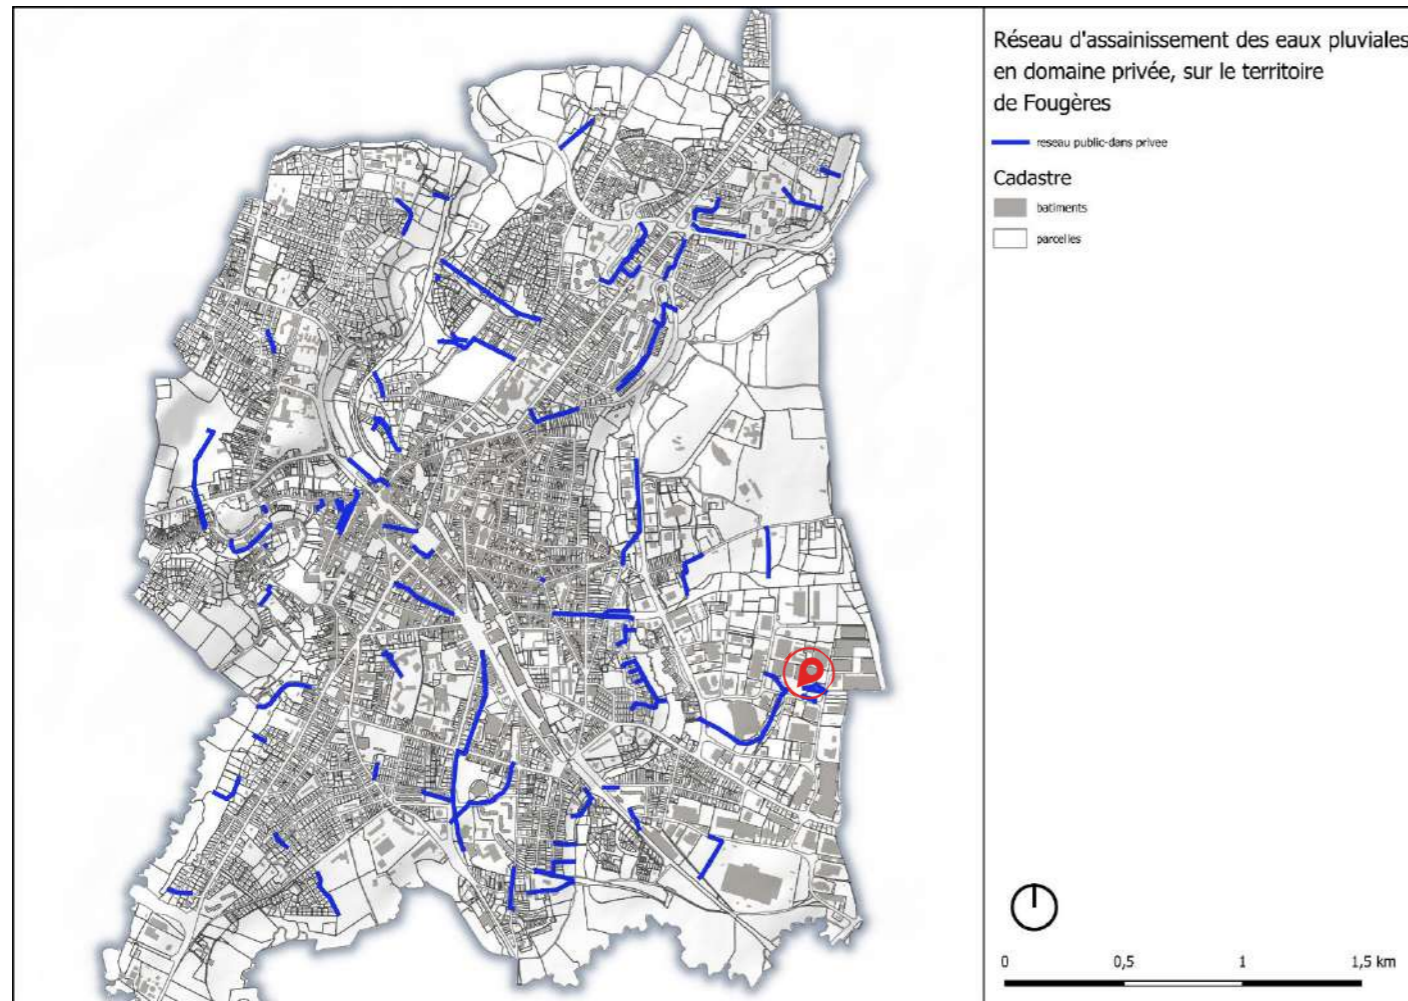 Réseau d'assainissement des eaux pluviales
en domaine privée, sur le territoire
de Fougères
reseau public-dans privee
Cadastre
batiments
parcelles
0 0,5 1 1,5 km